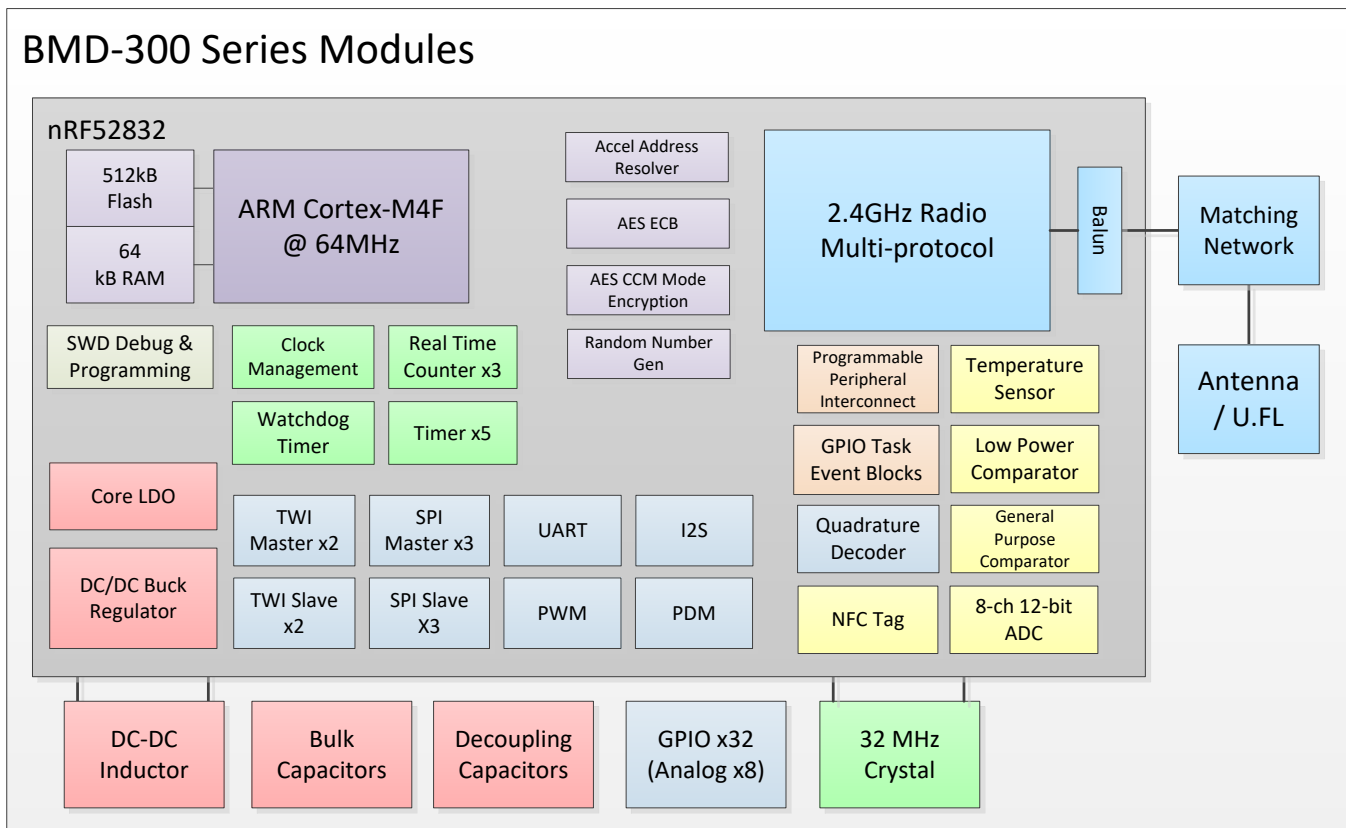 BMD-300 Series Modules
nRF52832
512kB
Flash
64
kB RAM
ARM Cortex-M4F
@ 64MHz
Accel Address
Resolver
AES ECB
AES CCM Mode
Encryption
Random Number
Gen
2.4GHz Radio
Multi-protocol
Balun
Matching
Network
Antenna
/ U.FL
SWD Debug &
Programming
Clock
Management
Real Time
Counter x3
Watchdog
Timer
Timer x5
Programmable
Peripheral
Interconnect
Temperature
Sensor
GPIO Task
Event Blocks
Low Power
Comparator
Core LDO
DC/DC Buck
Regulator
TWI
Master x2
SPI
Master x3
UART
I2S
Quadrature
Decoder
General
Purpose
Comparator
TWI Slave
x2
SPI Slave
X3
PWM
PDM
NFC Tag
8-ch 12-bit
ADC
DC-DC
Inductor
Bulk
Capacitors
Decoupling
Capacitors
GPIO x32
(Analog x8)
32 MHz
Crystal